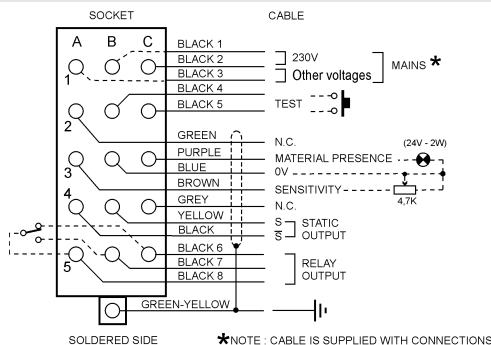 SOCKET CABLE
A B C
BLACK 1
BLACK 2 230V
MAINS *
1 BLACK 3 Other voltages
BLACK 4
BLACK 5 TEST
2
GREEN N.C. (24V - 2W)
PURPLE MATERIAL PRESENCE
3 BLUE 0V
BROWN SENSITIVITY
4,7K
4 GREY N.C.
YELLOW S STATIC
BLACK S̅ OUTPUT
BLACK 6
BLACK 7 RELAY
5 BLACK 8 OUTPUT
GREEN-YELLOW
SOLDERED SIDE *NOTE : CABLE IS SUPPLIED WITH CONNECTIONS